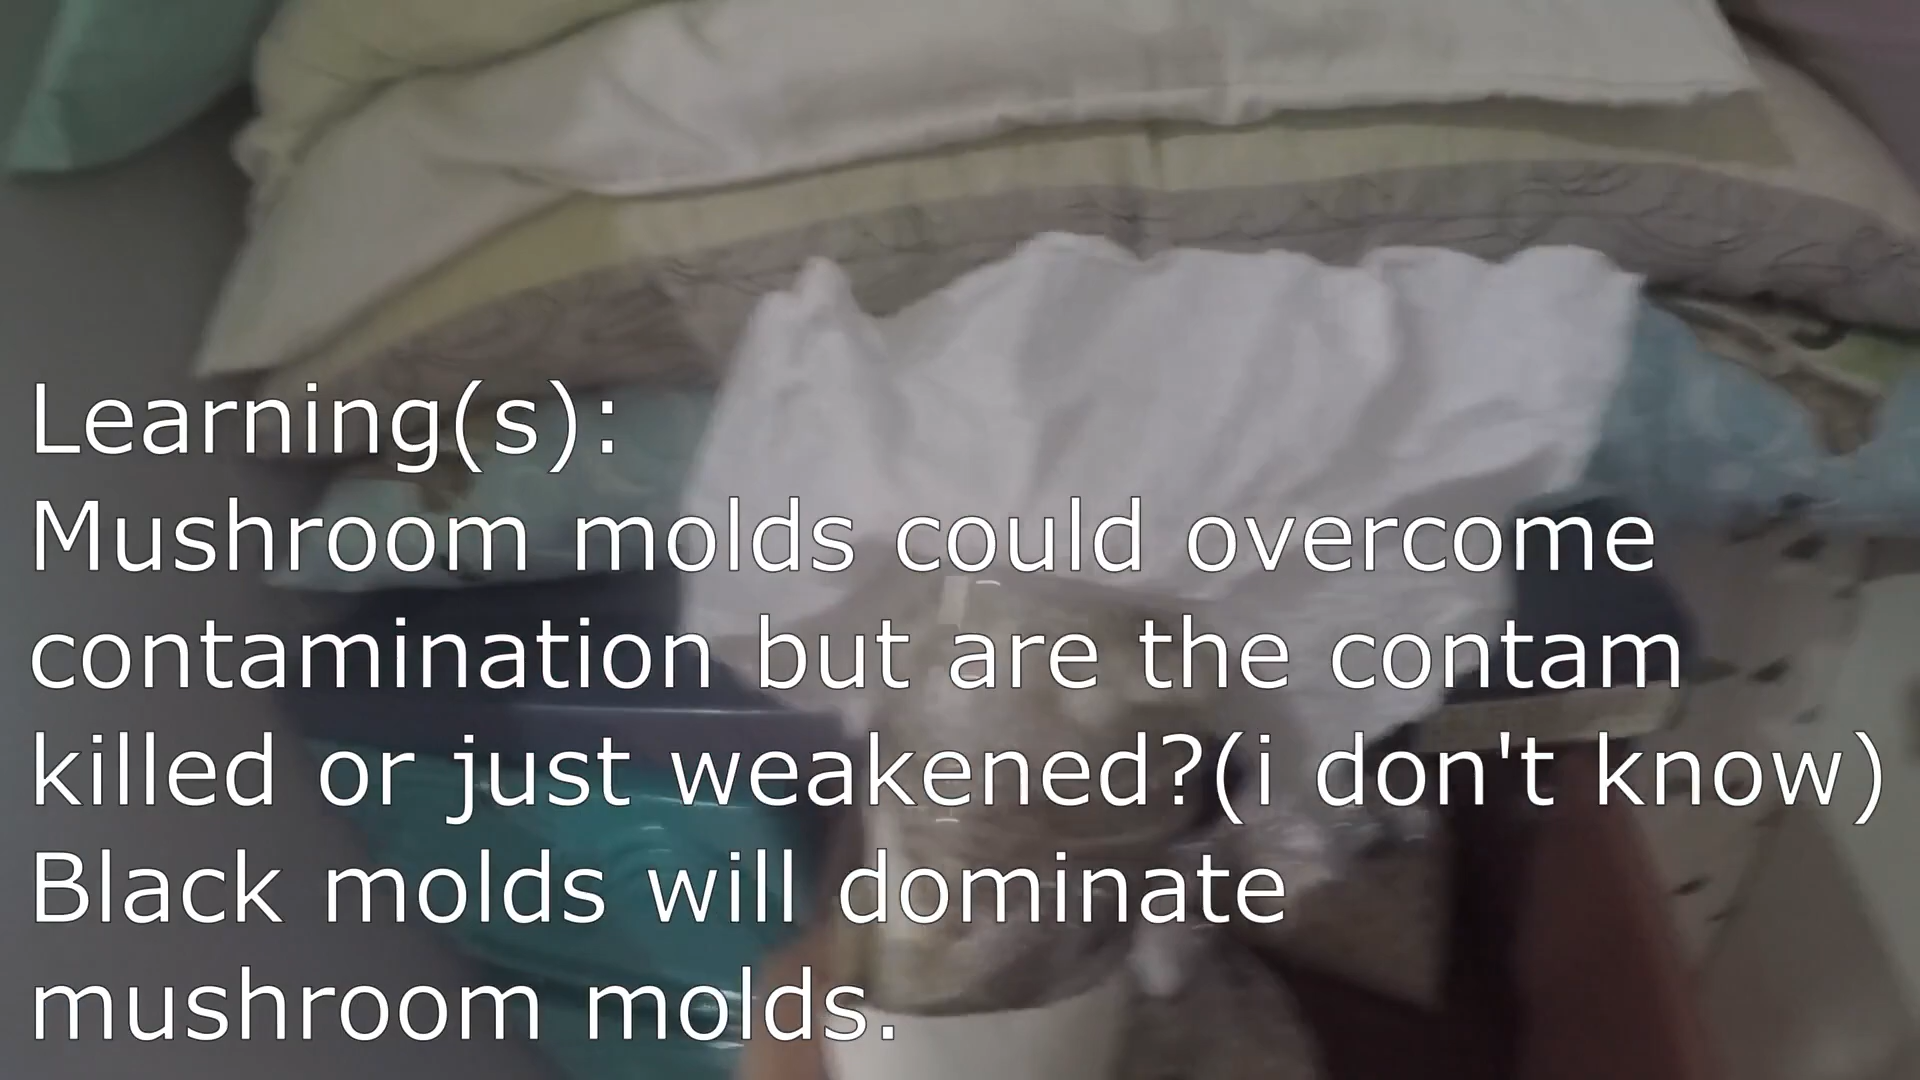 Learning(s):
Mushroom molds could overcome
contamination but are the contam
killed or just weakened?(i don't know)
Black molds will dominate
mushroom molds.